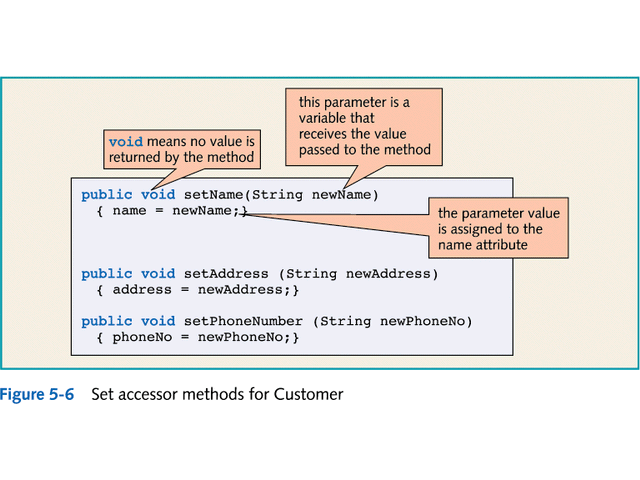 this parameter is a
variable that
receives the value
passed to the method
void means no value is
returned by the method
public void setName(String newName)
{ name = newName;}
the parameter value
is assigned to the
name attribute
public void setAddress (String newAddress)
{ address = newAddress;}
public void setPhoneNumber (String newPhoneNo)
{ phoneNo = newPhoneNo;}
Figure 5-6 Set accessor methods for Customer